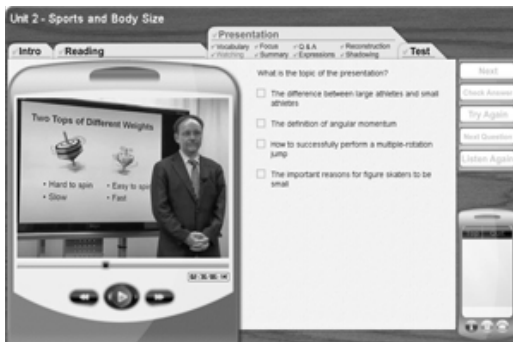 Unit 2 - Sports and Body Size
Presentation
Intro
Reading
Vocabulary
Focus
Q & A
Reconstruction
Watching
Summary
Expressions
Shadowing
Test
What is the topic of the presentation?
The difference between large athletes and small
athletes
The definition of angular momentum
How to successfully perform a multiple-rotation
jump
The important reasons for figure skaters to be
small
Two Tops of Different Weights
• Hard to spin
• Slow
• Easy to spin
• Fast
Next
Check Answer
Try Again
Next Question
Listen Again